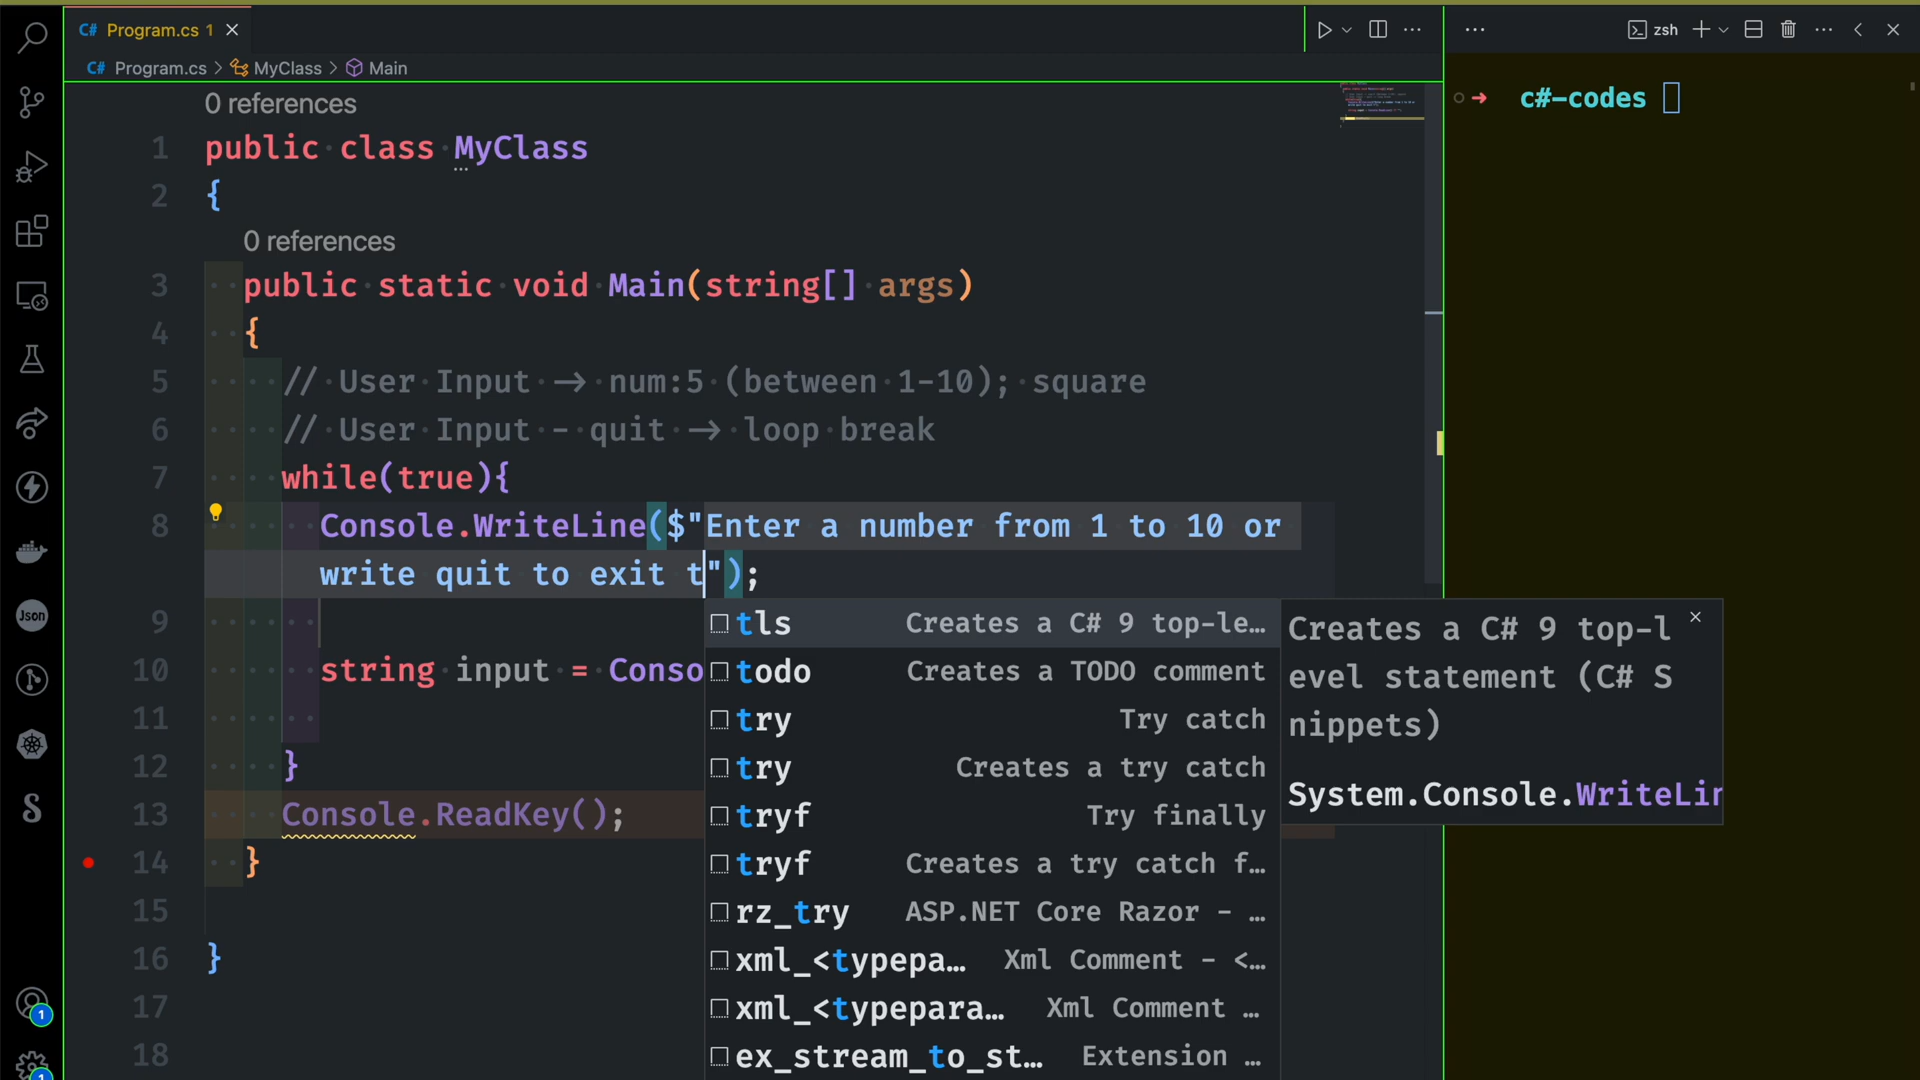 C# Program.cs 1
zsh
C# Program.cs > MyClass > Main
c#-codes
0 references
1 public class MyClass
2 {
0 references
3 public static void Main(string[] args)
4 {
5 // User Input -> num:5 (between 1-10); square
6 // User Input - quit -> loop break
7 while(true){
8 Console.WriteLine($"Enter a number from 1 to 10 or
write quit to exit t");
9
10 string input = Conso
11
12 }
13 Console.ReadKey();
14 }
15
16 }
17
18
tls Creates a C# 9 top-le…
todo Creates a TODO comment
try Try catch
try Creates a try catch
tryf Try finally
tryf Creates a try catch f…
rz_try ASP.NET Core Razor - …
xml_<typepa… Xml Comment - <…
xml_<typepara… Xml Comment …
ex_stream_to_st… Extension …
Creates a C# 9 top-l
evel statement (C# S
nippets)
System.Console.WriteLin
Json
1
1